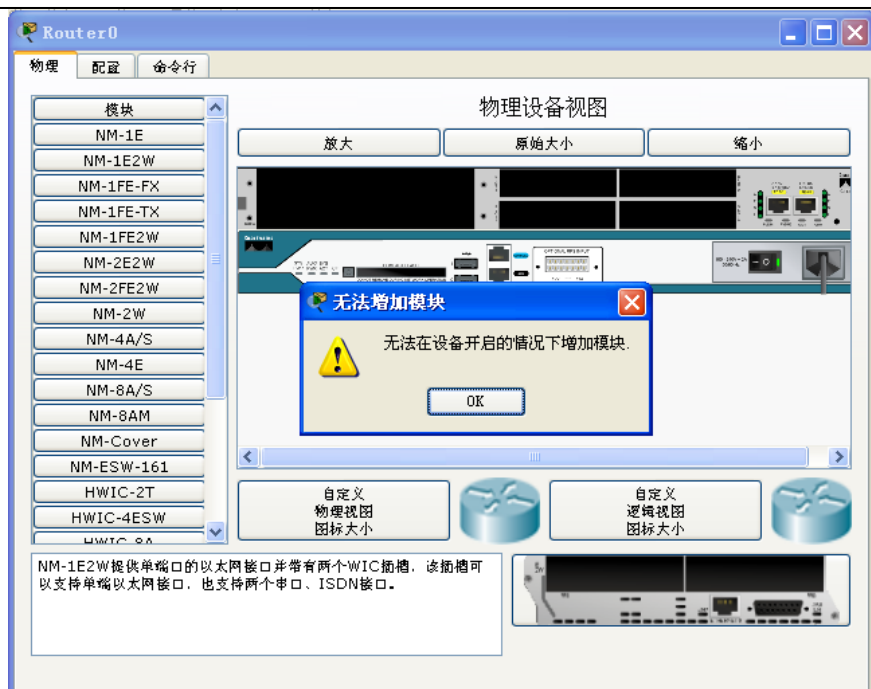 Router0
物理 配置 命令行
模块
NM-1E
NM-1E2W
NM-1FE-FX
NM-1FE-TX
NM-1FE2W
NM-2E2W
NM-2FE2W
NM-2W
NM-4A/S
NM-4E
NM-8A/S
NM-8AM
NM-Cover
NM-ESW-161
HWIC-2T
HWIC-4ESW
HWIC-8A
物理设备视图
放大 原始大小 缩小
无法增加模块
无法在设备开启的情况下增加模块.
OK
自定义
物理视图
图标大小
自定义
逻辑视图
图标大小
NM-1E2W提供单端口的以太网接口并带有两个WIC插槽，该插槽可
以支持单端以太网接口，也支持两个串口、ISDN接口。